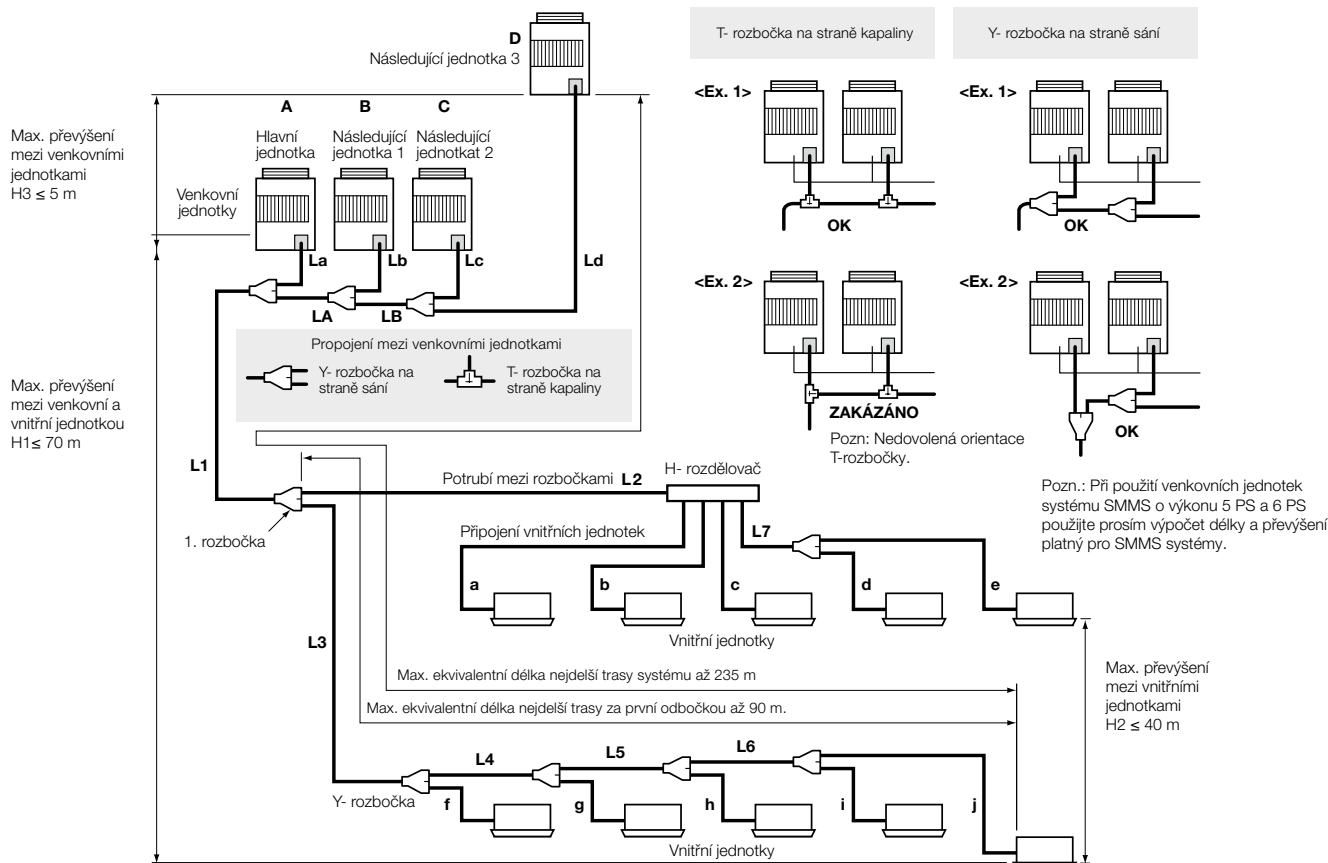 D
Následující jednotka 3
A
B
C
Hlavní
jednotka
Následující
jednotka 1
Následující
jednotkat 2
Max. převýšení
mezi venkovními
jednotkami
H3 ≤ 5 m
Venkovní
jednotky
La
Lb
Lc
Ld
LA
LB
Propojení mezi venkovními jednotkami
Y- rozbočka na
straně sání
T- rozbočka na
straně kapaliny
Max. převýšení
mezi venkovní a
vnitřní jednotkou
H1≤ 70 m
T- rozbočka na straně kapaliny
Y- rozbočka na straně sání
<Ex. 1>
OK
<Ex. 1>
OK
<Ex. 2>
ZAKÁZÁNO
Pozn: Nedovolená orientace
T-rozbočky.
<Ex. 2>
OK
Pozn.: Při použití venkovních jednotek
systému SMMS o výkonu 5 PS a 6 PS
použijte prosím výpočet délky a převýšení
platný pro SMMS systémy.
L1
Potrubí mezi rozbočkami L2
H- rozdělovač
1. rozbočka
Připojení vnitřních jednotek
L7
a
b
c
d
e
Vnitřní jednotky
L3
Max. ekvivalentní délka nejdelší trasy systému až 235 m
Max. ekvivalentní délka nejdelší trasy za první odbočkou až 90 m.
Max. převýšení
mezi vnitřními
jednotkami
H2 ≤ 40 m
L4
L5
L6
Y- rozbočka
f
g
h
i
j
Vnitřní jednotky